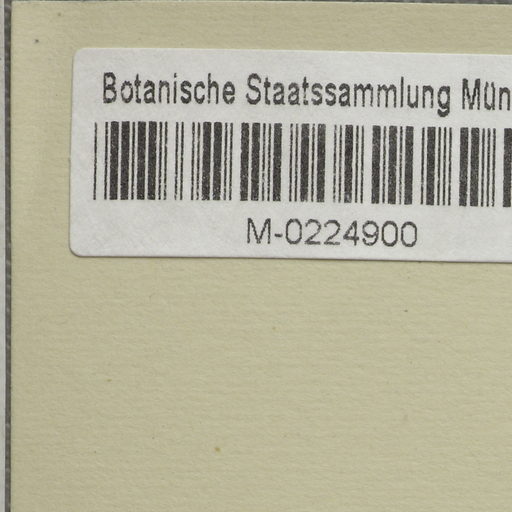 Botanische Staatssammlung Mün
M-0224900